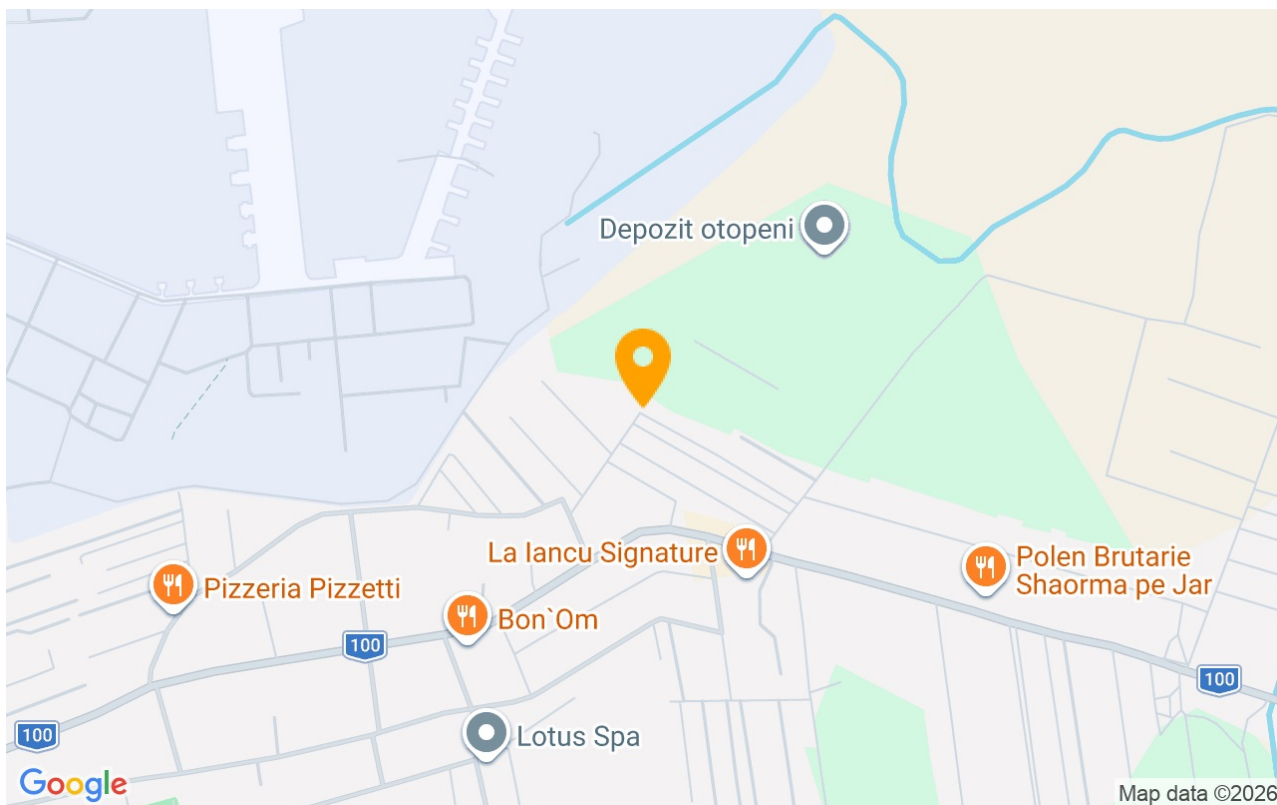 Depozit otopeni
La Iancu Signature
Polen Brutarie
Shaorma pe Jar
Pizzeria Pizzetti
Bon`Om
100
100
100
Lotus Spa
Google
Map data ©2026